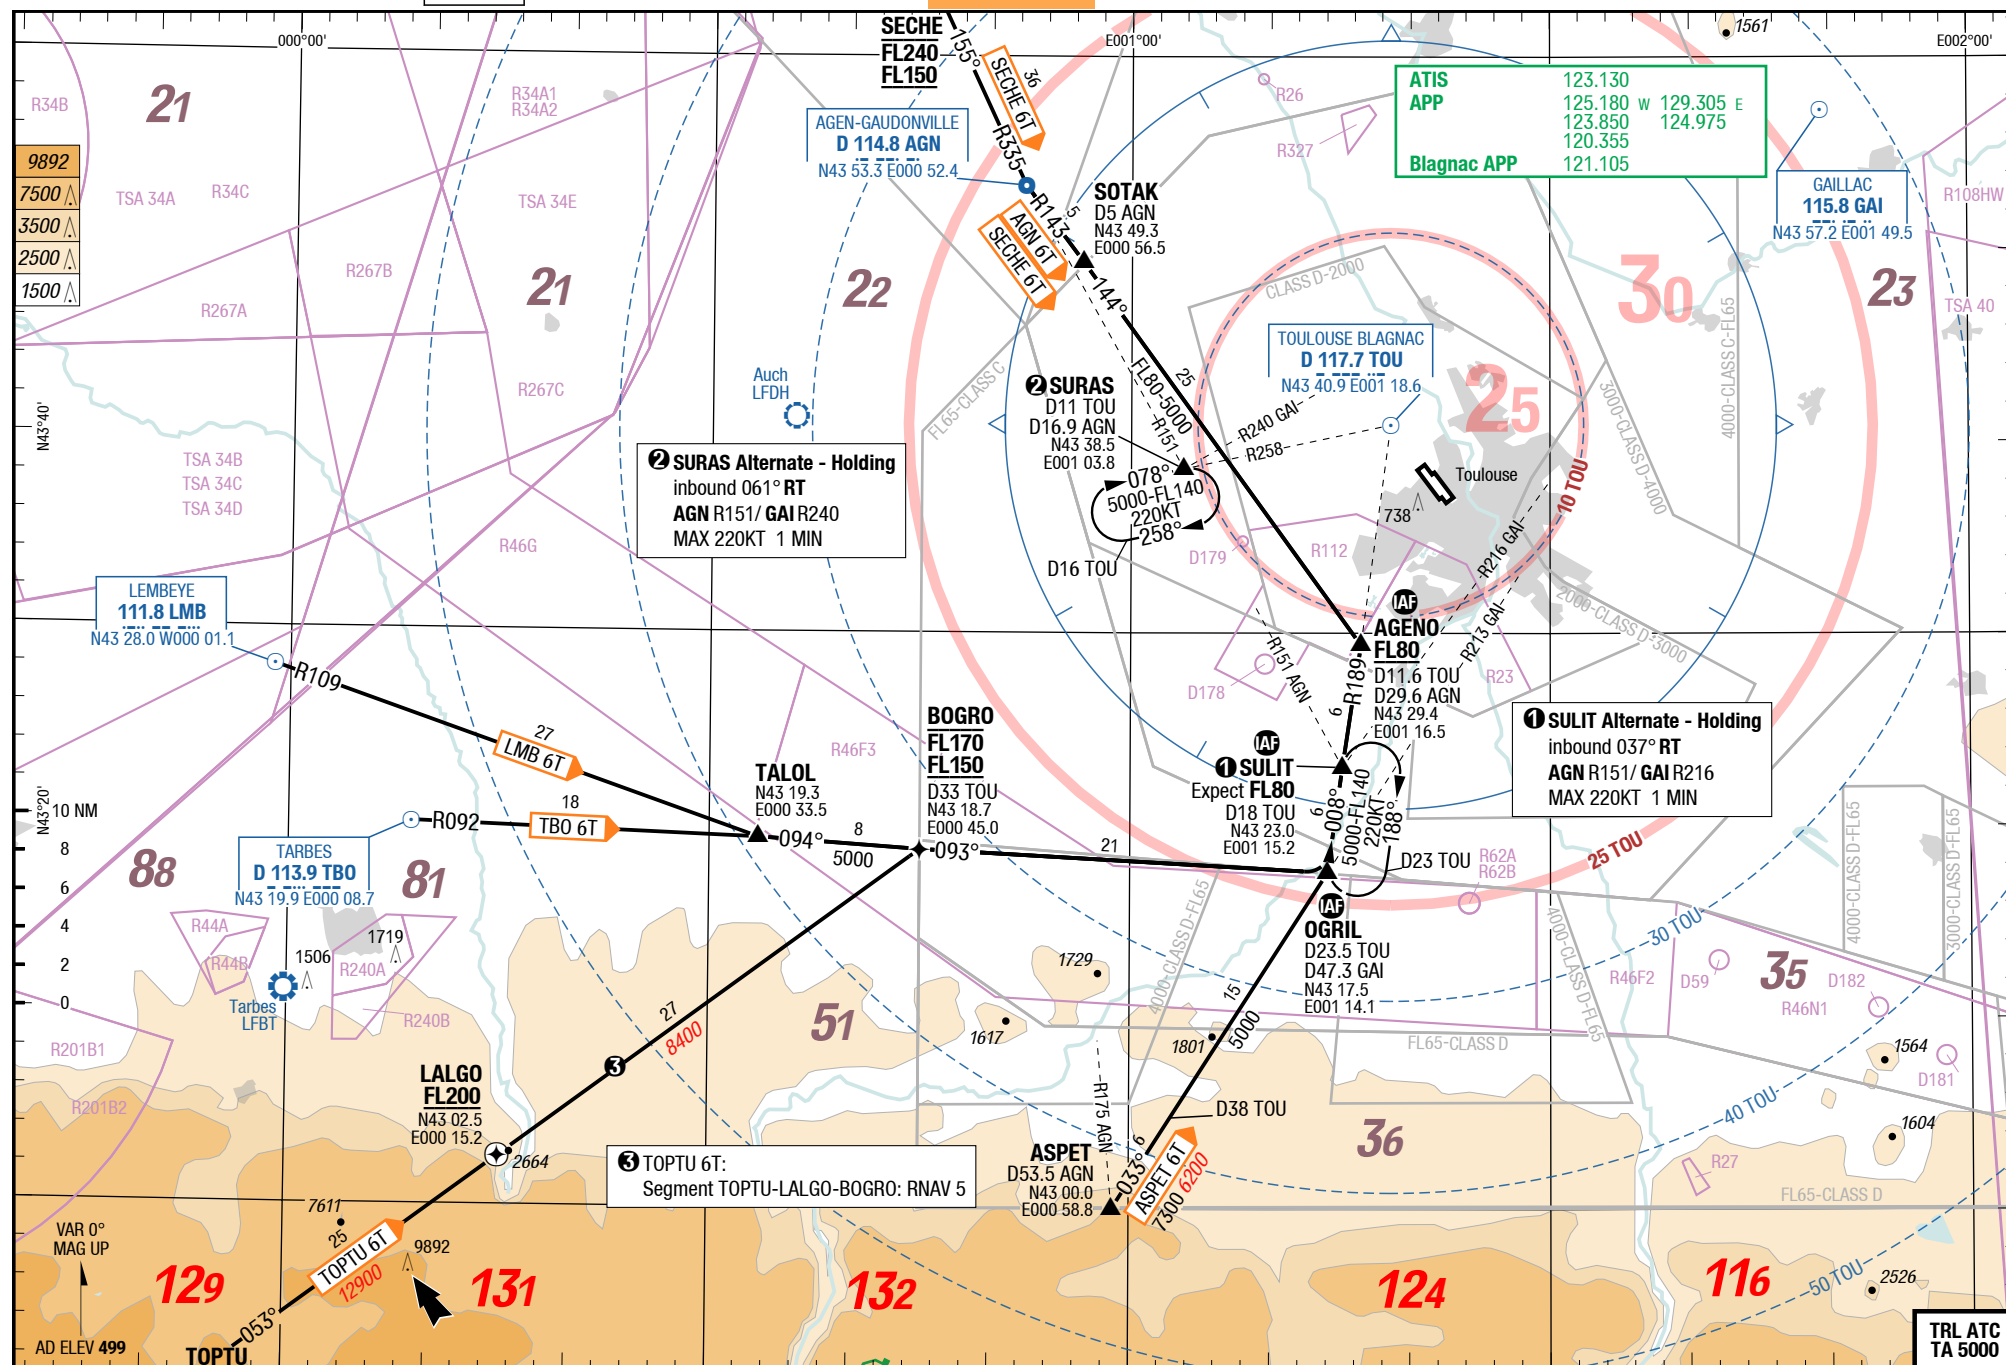 SECHE
FL240
FL150
155°
36
SECHE 6T
000°00'
E001°00'
E002°00'
1561
R34B
21
R34A1
R34A2
R26
ATIS 123.130
APP 125.180 W 129.305 E
123.850 124.975
120.355
Blagnac APP 121.105
AGEN-GAUDONVILLE
D 114.8 AGN
N43 53.3 E000 52.4
R335
R327
9892
7500
3500
2500
1500
TSA 34A
R34C
TSA 34E
R143
5
AGN 6T
SECHE 6T
SOTAK
D5 AGN
N43 49.3
E000 56.5
GAILLAC
115.8 GAI
N43 57.2 E001 49.5
R108HW
R267B
21
22
144°
CLASS D-2000
30
4000-CLASS C-FL65
23
TSA 40
R267A
R267C
Auch
LFDH
FL65-CLASS C
FL80-5000
25
TOULOUSE BLAGNAC
D 117.7 TOU
N43 40.9 E001 18.6
25
3000-CLASS D-4000
N43°40'
2 SURAS
D11 TOU
D16.9 AGN
N43 38.5
E001 03.8
R151
R240 GAI
R258
TSA 34B
TSA 34C
TSA 34D
2 SURAS Alternate - Holding
inbound 061° RT
AGN R151/ GAI R240
MAX 220KT 1 MIN
078°
5000-FL140
220KT
258°
D16 TOU
Toulouse
738
10 TOU
R46G
D179
R112
R216 GAI
R213 GAI
2000-CLASS D-3000
LEMBEYE
111.8 LMB
N43 28.0 W000 01.1
R109
IAF
AGENO
FL80
D11.6 TOU
D29.6 AGN
N43 29.4
E001 16.5
R151 AGN
R189
6
D178
R23
1 SULIT Alternate - Holding
inbound 037° RT
AGN R151/ GAI R216
MAX 220KT 1 MIN
27
LMB 6T
BOGRO
FL170
FL150
D33 TOU
N43 18.7
E000 45.0
R46F3
TALOL
N43 19.3
E000 33.5
IAF
1 SULIT
Expect FL80
D18 TOU
N43 23.0
E001 15.2
6
008°
5000-FL140
220KT
188°
D23 TOU
N43°20'
10 NM
8
6
4
2
0
R092
18
TBO 6T
094°
8
5000
093°
21
TARBES
D 113.9 TBO
N43 19.9 E000 08.7
88
81
R62A
R62B
25 TOU
4000-CLASS D-FL65
3000-CLASS D-FL65
IAF
OGRIL
D23.5 TOU
D47.3 GAI
N43 17.5
E001 14.1
4000-CLASS D-FL65
4000-CLASS D-FL65
30 TOU
R44A
R44B
1506
1719
R240A
R240B
Tarbes
LFBT
1729
1617
1801
15
5000
R46F2
D59
35
D182
R46N1
R201B1
R201B2
51
27
8400
3
FL65-CLASS D
1564
D181
LALGO
FL200
N43 02.5
E000 15.2
2664
R175 AGN
D38 TOU
36
40 TOU
1604
3 TOPTU 6T:
Segment TOPTU-LALGO-BOGRO: RNAV 5
ASPET
D53.5 AGN
N43 00.0
E000 58.8
033°
6
ASPET 6T
7300 6200
R27
FL65-CLASS D
7611
25
TOPTU 6T
12900
9892
VAR 0°
MAG UP
129
131
132
124
116
50 TOU
2526
053°
TOPTU
AD ELEV 499
TRL ATC
TA 5000